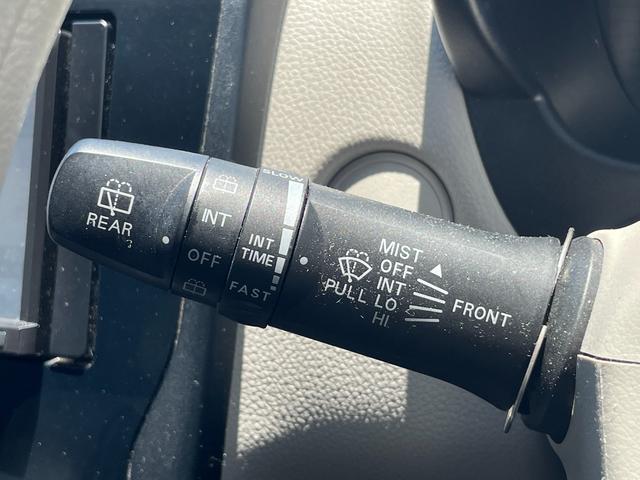 REAR
INT
OFF
SLOW
INT
TIME
FAST
MIST
OFF
INT
PULL LO
HI
FRONT